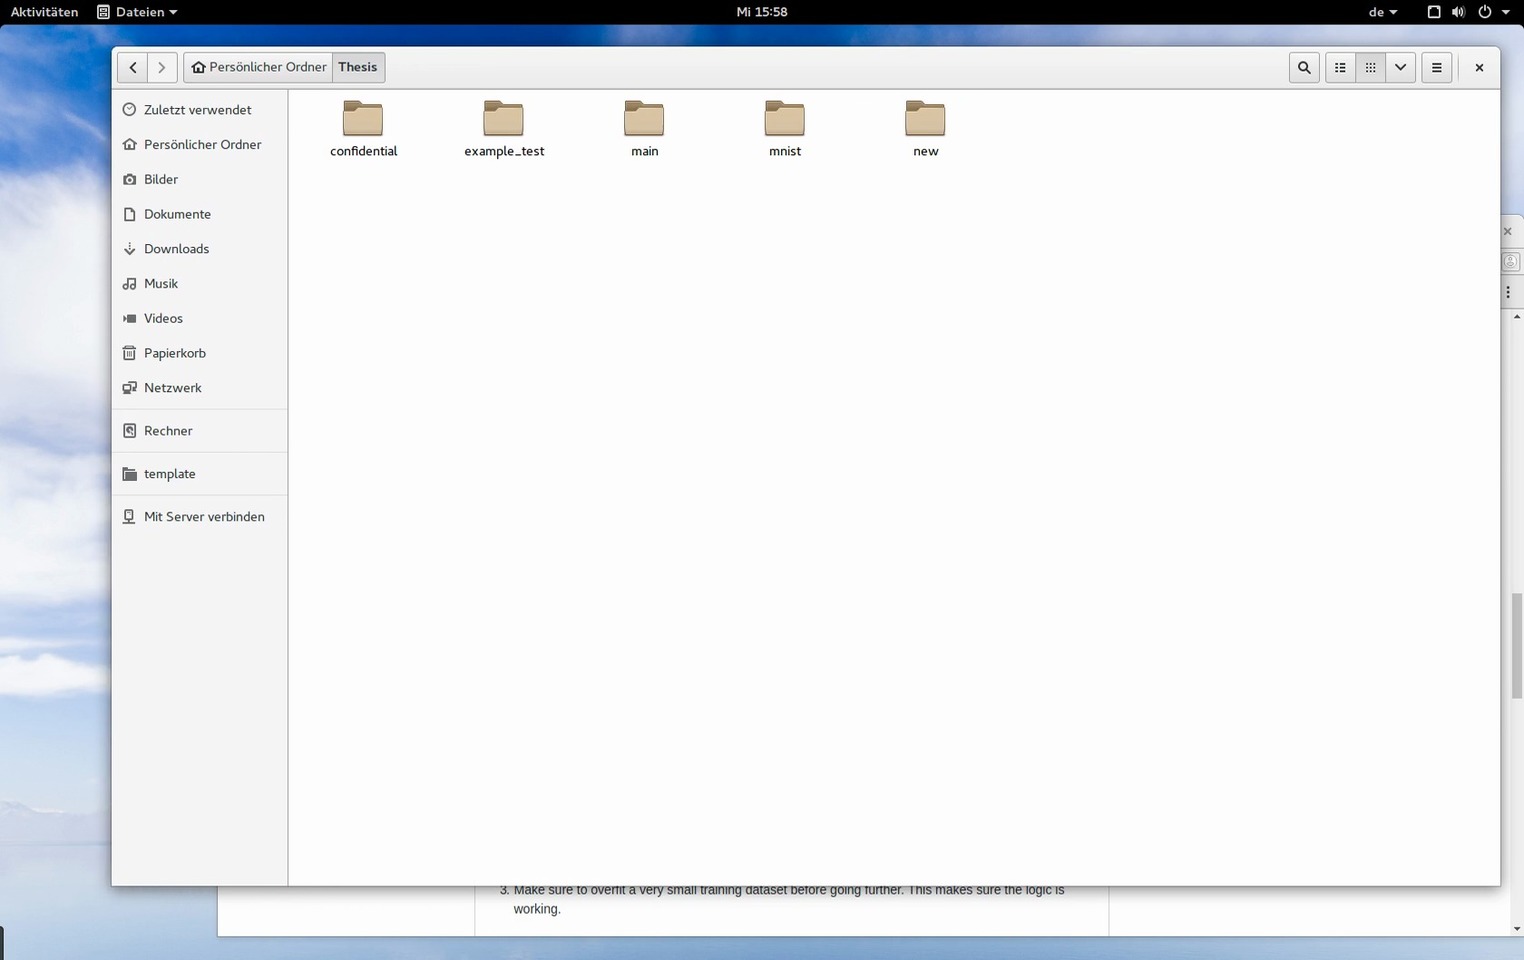 Aktivitäten Dateien Mi 15:58 de
Persönlicher Ordner Thesis
Zuletzt verwendet
Persönlicher Ordner
Bilder
Dokumente
Downloads
Musik
Videos
Papierkorb
Netzwerk
Rechner
template
Mit Server verbinden
confidential example_test main mnist new
3. Make sure to overfit a very small training dataset before going further. This makes sure the logic is
working.